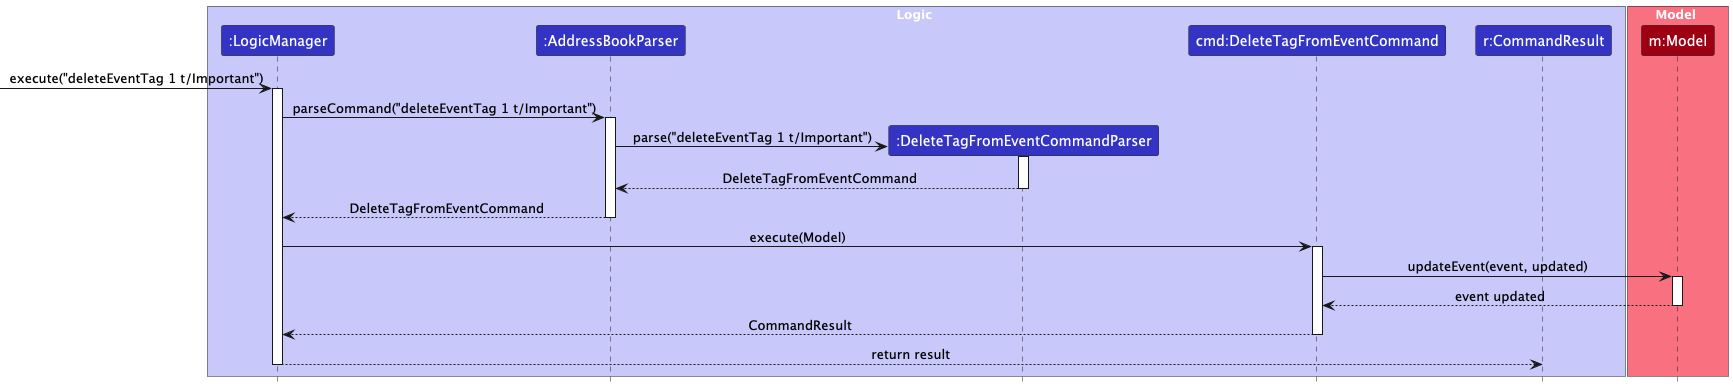 Logic
Model
:LogicManager
:AddressBookParser
cmd:DeleteTagFromEventCommand
r:CommandResult
m:Model
execute("deleteEventTag 1 t/Important")
parseCommand("deleteEventTag 1 t/Important")
parse("deleteEventTag 1 t/Important")
:DeleteTagFromEventCommandParser
DeleteTagFromEventCommand
DeleteTagFromEventCommand
execute(Model)
updateEvent(event, updated)
event updated
CommandResult
return result